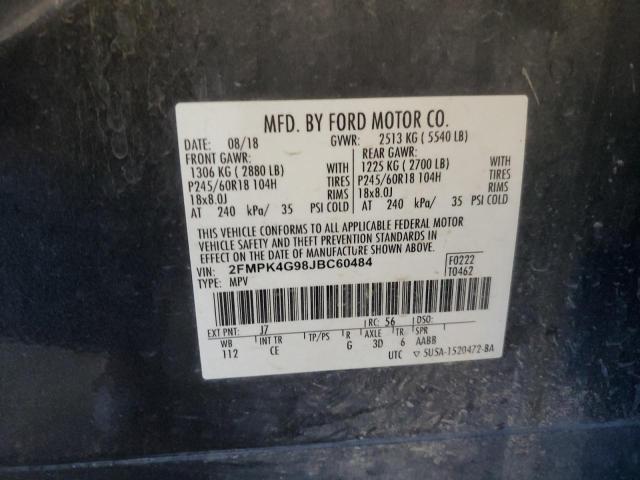 MFD. BY FORD MOTOR CO.
DATE: 08/18 GVWR: 2513 KG ( 5540 LB)
FRONT GAWR: REAR GAWR:
1306 KG ( 2880 LB) WITH 1225 KG ( 2700 LB) WITH
P245/60R18 104H TIRES P245/60R18 104H TIRES
18x8.0J RIMS 18x8.0J RIMS
AT 240 kPa/ 35 PSI COLD AT 240 kPa/ 35 PSI COLD
THIS VEHICLE CONFORMS TO ALL APPLICABLE FEDERAL MOTOR
VEHICLE SAFETY AND THEFT PREVENTION STANDARDS IN
EFFECT ON THE DATE OF MANUFACTURE SHOWN ABOVE.
VIN: 2FMPK4G98JBC60484 F0222
TYPE: MPV T0462
EXT PNT: J7 RC: 56 DSO:
WB INT TR TP/PS R AXLE TR SPR
112 CE G 3D 6 AABB
UTC ▽ 5U5A-1520472-BA